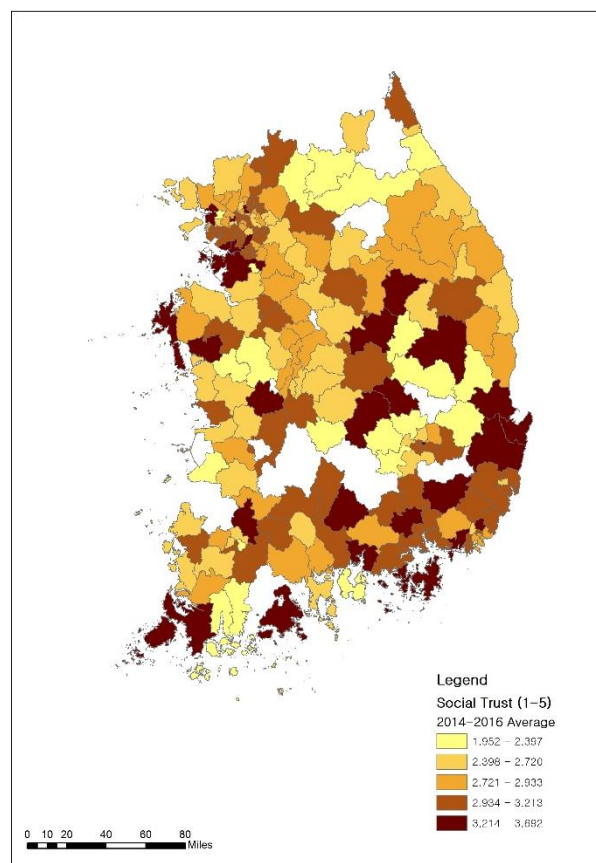 Legend
Social Trust (1-5)
2014-2016 Average
1.952 - 2.397
2.398 - 2.720
2.721 - 2.933
2.934 - 3.213
3.214 3.692
0 10 20 40 60 80
Miles